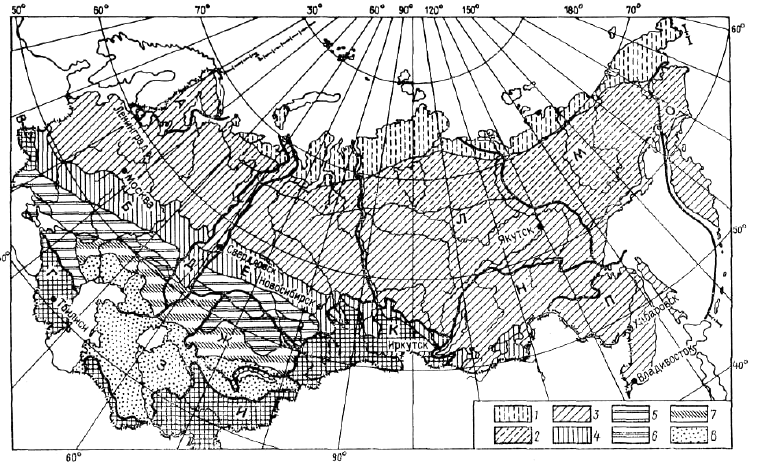 50° 60° 70° 30° 60° 90° 120° 150° 180° 70°
60°
Ленинград
М
В
Москва
Б
Л
Якутск
50°
Свердловск
Е
Новосибирск
Н
П
Г
К
Хабаровск
Тбилиси
Иркутск
Ж
З
40°
Владивосток
И
1 3 5 7
2 4 6 8
60° 90°